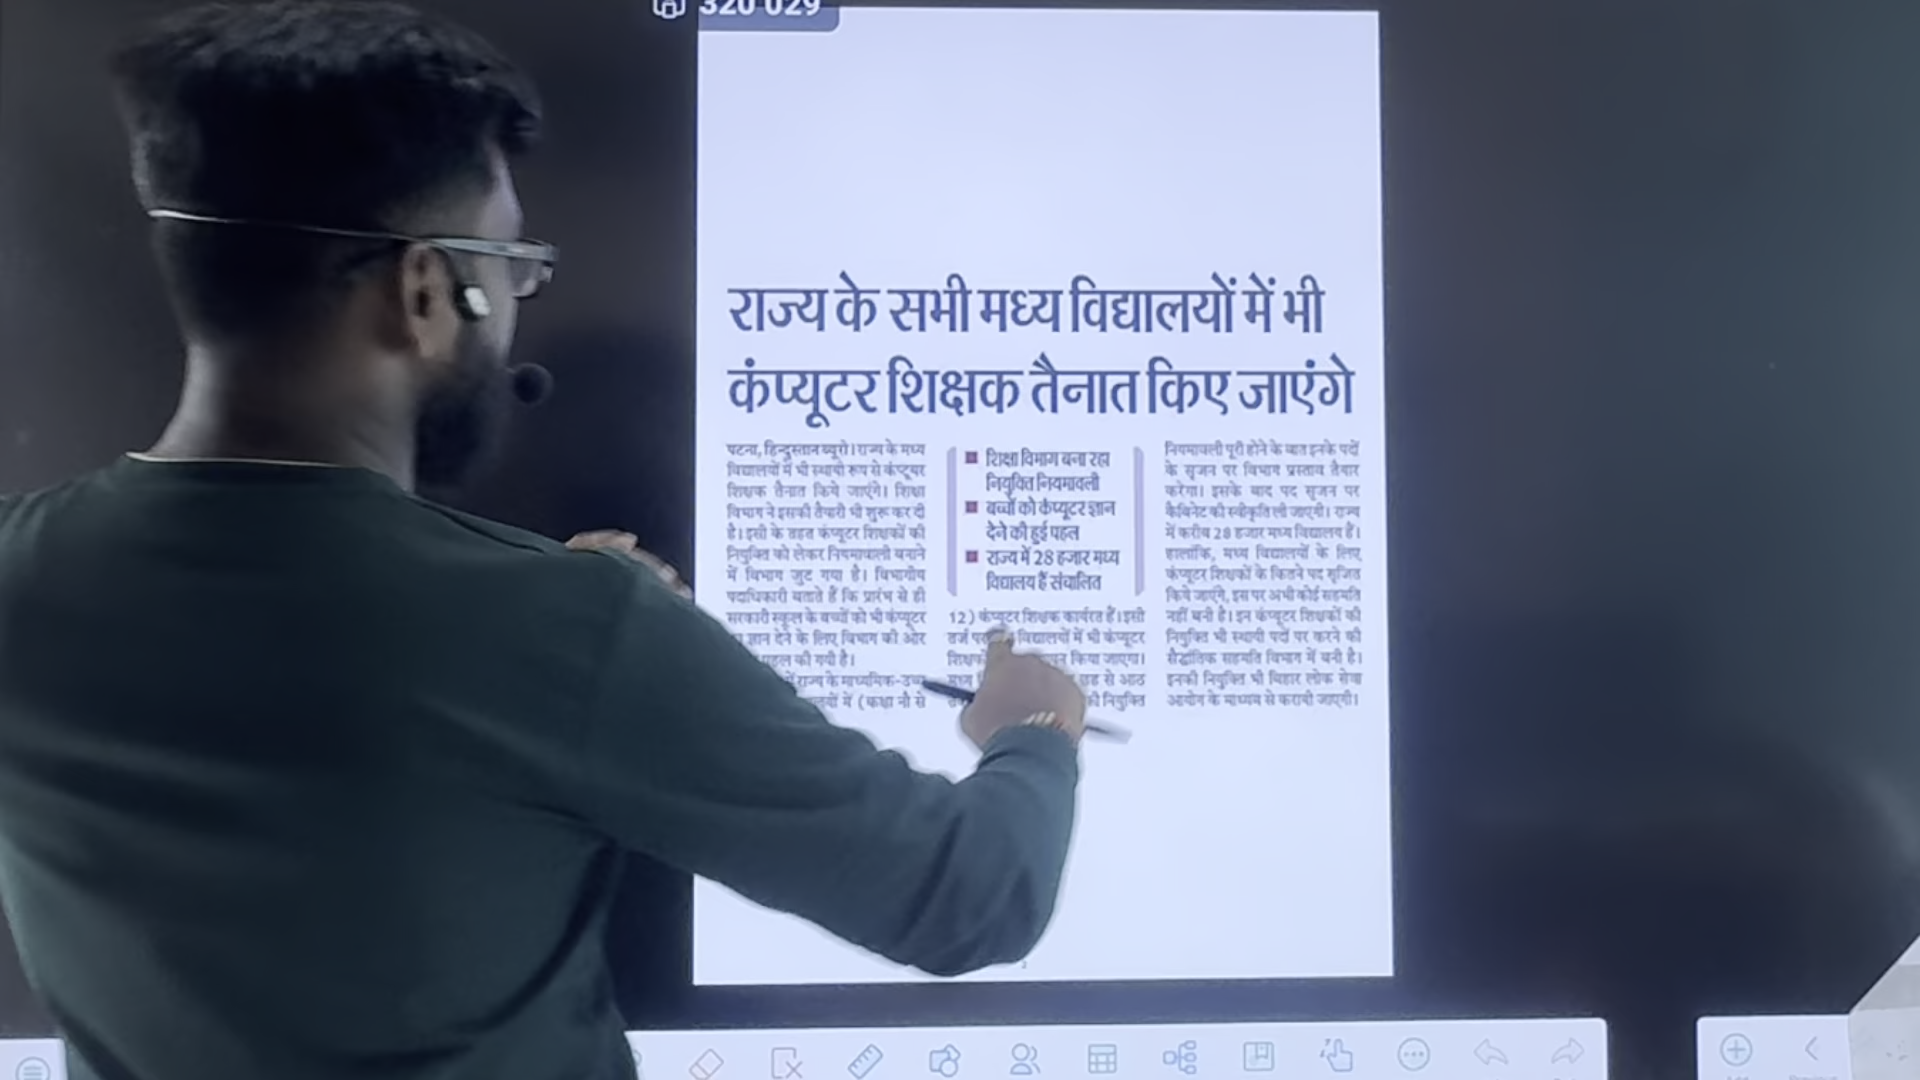 320 029
राज्य के सभी मध्य विद्यालयों में भी
कंप्यूटर शिक्षक तैनात किए जाएंगे
पटना, हिन्दुस्तान ब्यूरो। राज्य के मध्य
विद्यालयों में भी स्थायी रूप से कंप्यूटर
शिक्षक तैनात किये जाएंगे। शिक्षा
विभाग ने इसकी तैयारी भी शुरू कर दी
है। इसी के तहत कंप्यूटर शिक्षकों की
नियुक्ति को लेकर नियमावाली बनाने
में विभाग जुट गया है। विभागीय
पदाधिकारी बताते हैं कि प्रारंभ से ही
सरकारी स्कूल के बच्चों को भी कंप्यूटर
ज्ञान देने के लिए विभाग की ओर
पहल की गयी है।
राज्य के माध्यमिक-उच्च
में (कक्षा नौ से
शिक्षा विभाग बना रहा
नियुक्ति नियमावली
बच्चों को कंप्यूटर ज्ञान
देने की हुई पहल
राज्य में 28 हजार मध्य
विद्यालय हैं संचालित
12) कंप्यूटर शिक्षक कार्यरत हैं। इसी
तर्ज विद्यालयों में भी कंप्यूटर
किया जाएगा।
मध्य से आठ
की नियुक्ति
नियमावली पूरी होने के बात इनके पदों
के सृजन पर विभाग प्रस्ताव तैयार
करेगा। इसके बाद पद सृजन पर
कैबिनेट की स्वीकृति ली जाएगी। राज्य
में करीब 28 हजार मध्य विद्यालय हैं।
हालांकि, मध्य विद्यालयों के लिए
कंप्यूटर शिक्षकों के कितने पद सृजित
किये जाएंगे, इस पर अभी कोई सहमति
नहीं बनी है। इन कंप्यूटर शिक्षकों की
नियुक्ति भी स्थायी पदों पर करने की
सैद्धांतिक सहमति विभाग में बनी है।
इनकी नियुक्ति भी बिहार लोक सेवा
आयोग के माध्यम से करायी जाएगी।